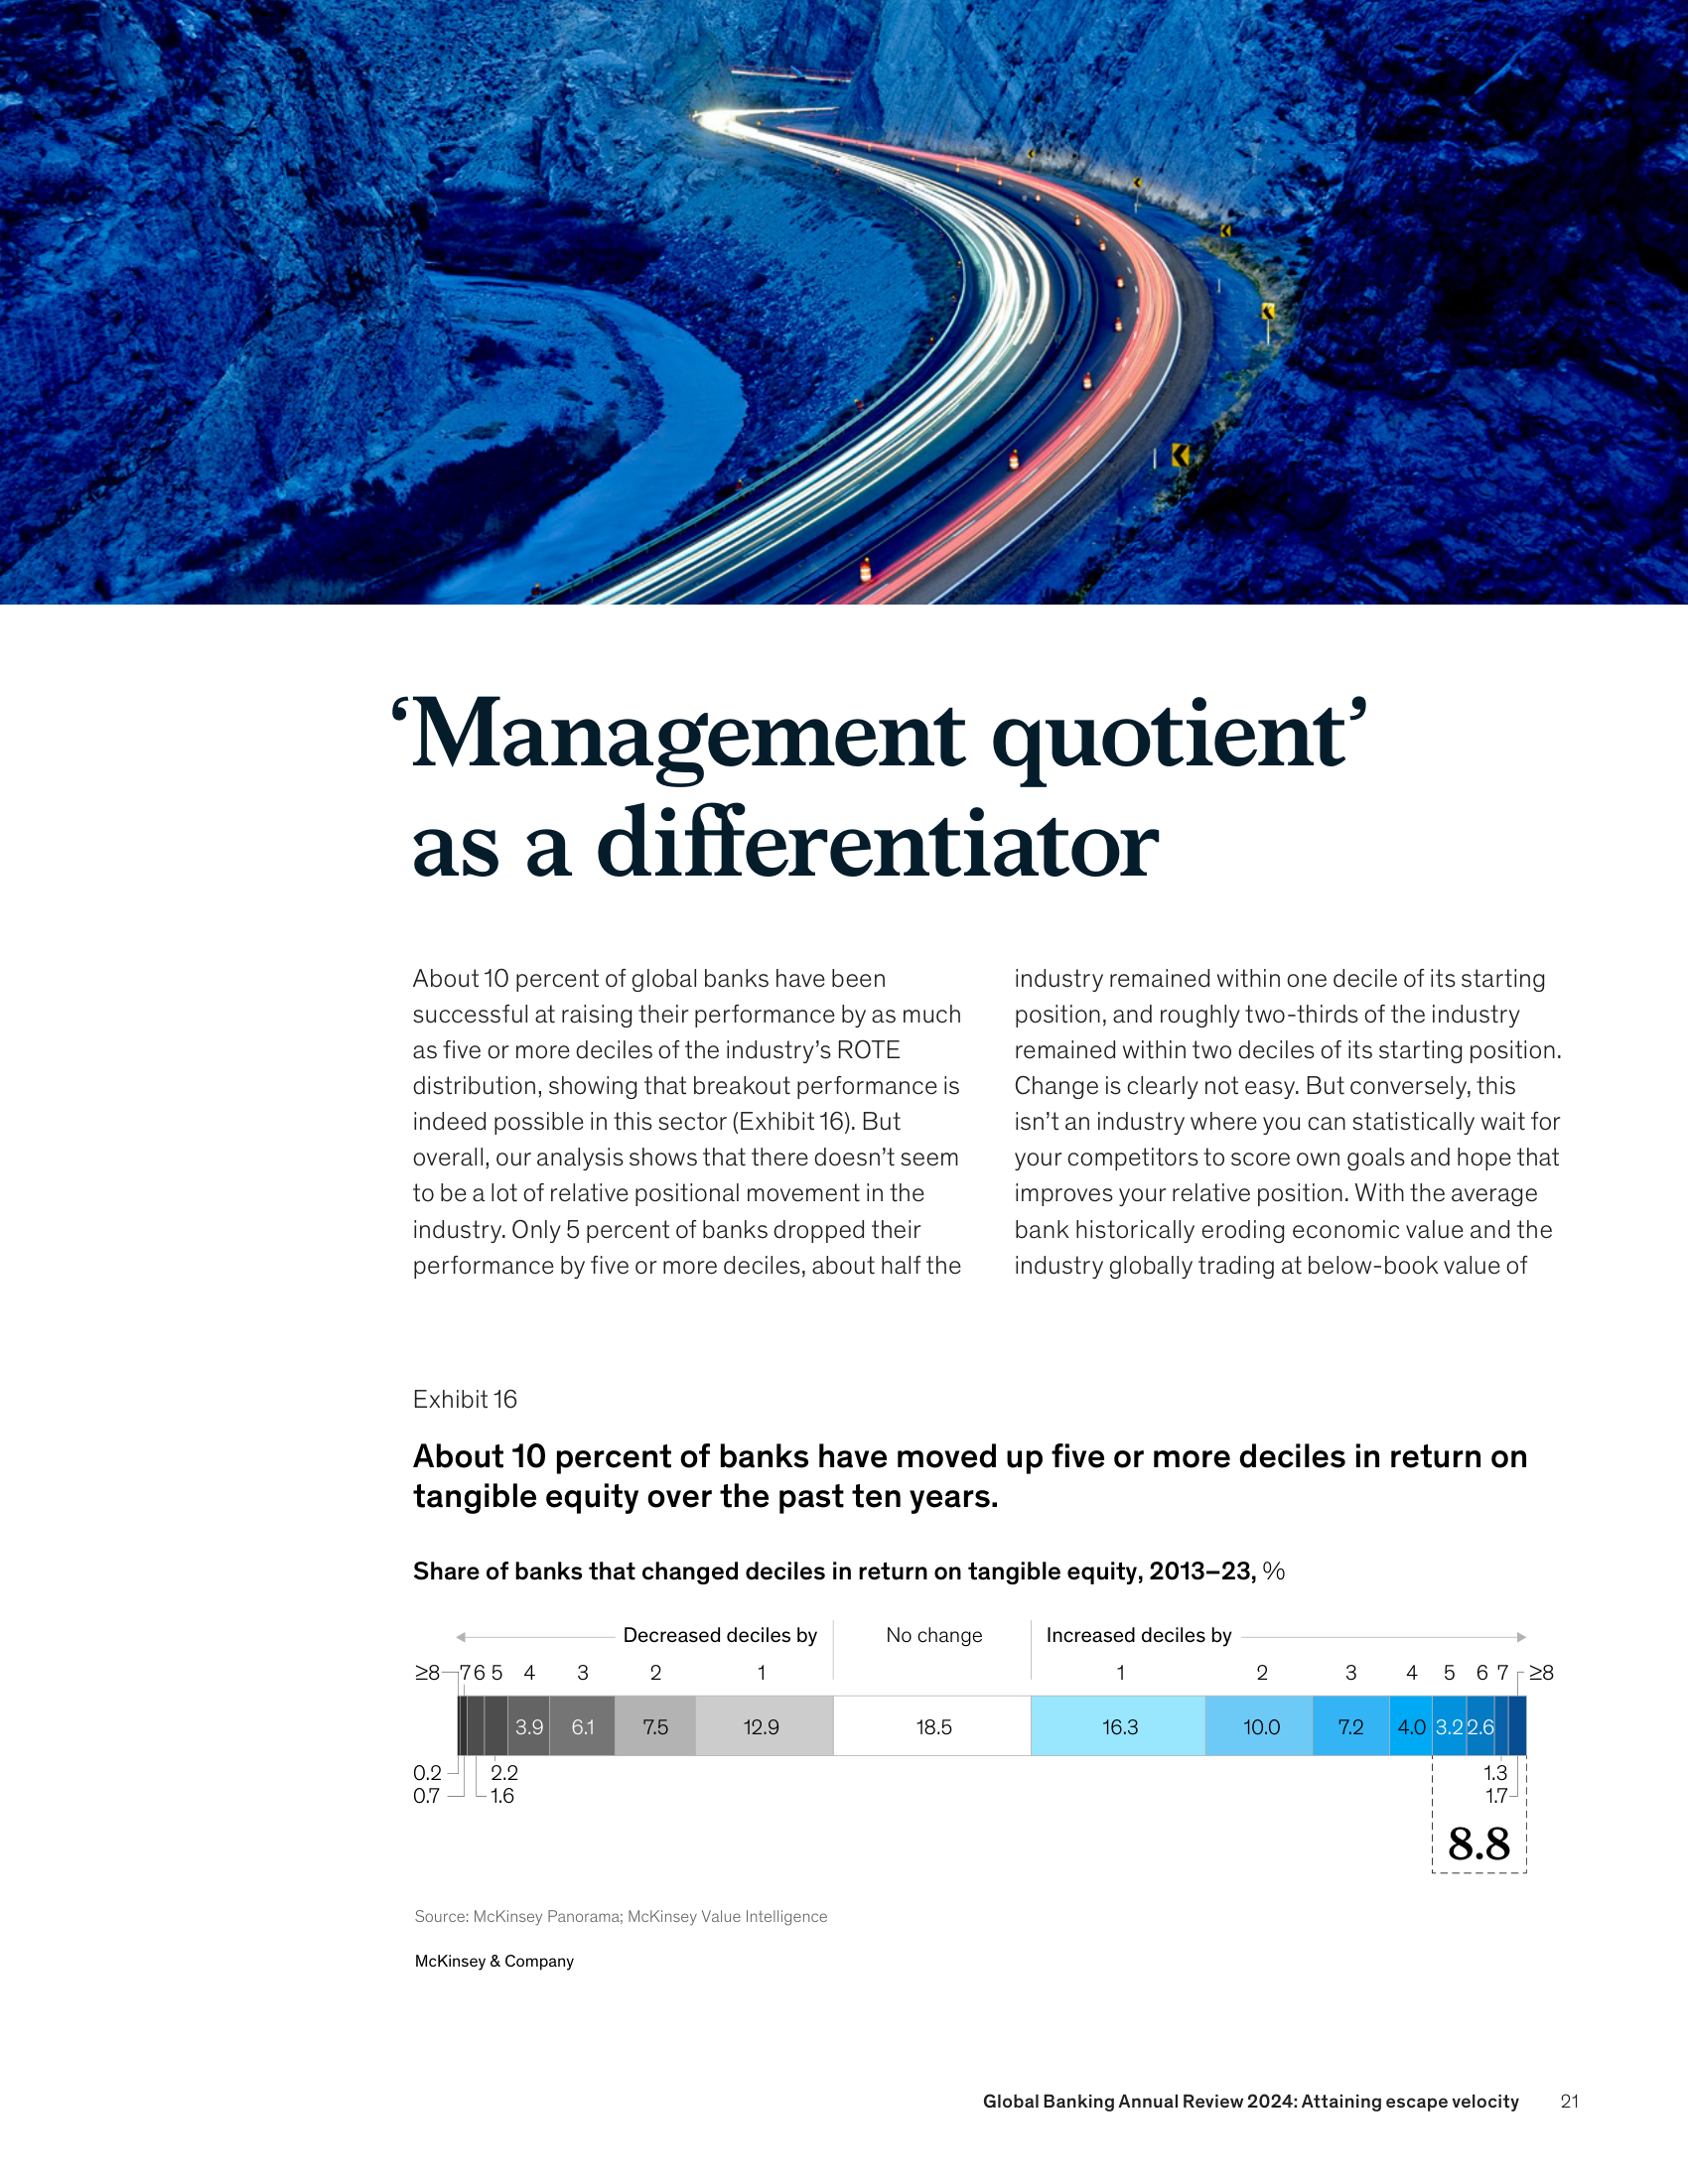 ‘Management quotient’
as a differentiator
About 10 percent of global banks have been
successful at raising their performance by as much
as five or more deciles of the industry’s ROTE
distribution, showing that breakout performance is
indeed possible in this sector (Exhibit 16). But
overall, our analysis shows that there doesn’t seem
to be a lot of relative positional movement in the
industry. Only 5 percent of banks dropped their
performance by five or more deciles, about half the
industry remained within one decile of its starting
position, and roughly two-thirds of the industry
remained within two deciles of its starting position.
Change is clearly not easy. But conversely, this
isn’t an industry where you can statistically wait for
your competitors to score own goals and hope that
improves your relative position. With the average
bank historically eroding economic value and the
industry globally trading at below-book value of
Exhibit 16
About 10 percent of banks have moved up five or more deciles in return on
tangible equity over the past ten years.
Share of banks that changed deciles in return on tangible equity, 2013–23, %
Decreased deciles by No change Increased deciles by
≥8 7 6 5 4 3 2 1 1 2 3 4 5 6 7 ≥8
3.9 6.1 7.5 12.9 18.5 16.3 10.0 7.2 4.0 3.2 2.6
0.2 2.2 1.3
0.7 1.6 1.7
8.8
Source: McKinsey Panorama; McKinsey Value Intelligence
McKinsey & Company
Global Banking Annual Review 2024: Attaining escape velocity 21